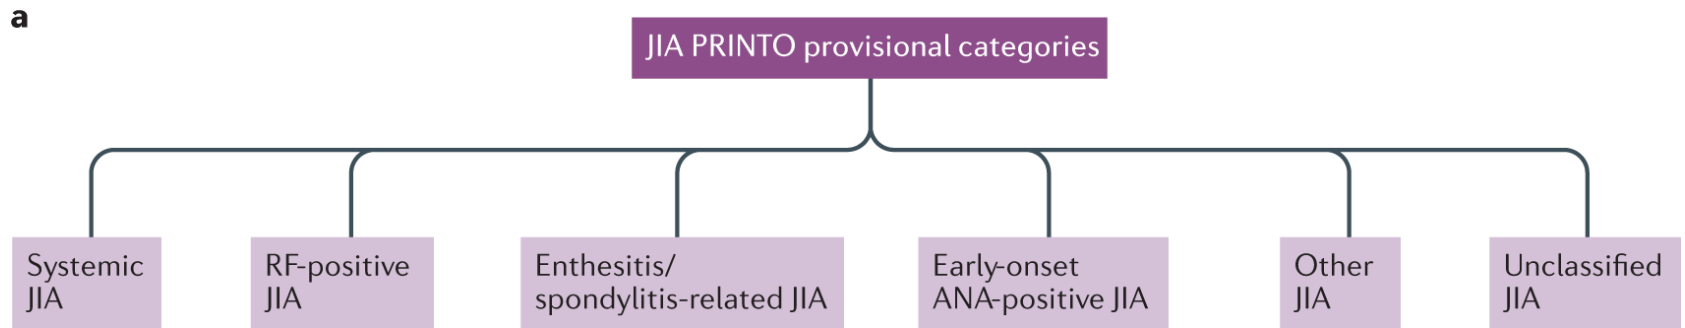 a
JIA PRINTO provisional categories
Systemic
JIA
RF-positive
JIA
Enthesitis/
spondylitis-related JIA
Early-onset
ANA-positive JIA
Other
JIA
Unclassified
JIA